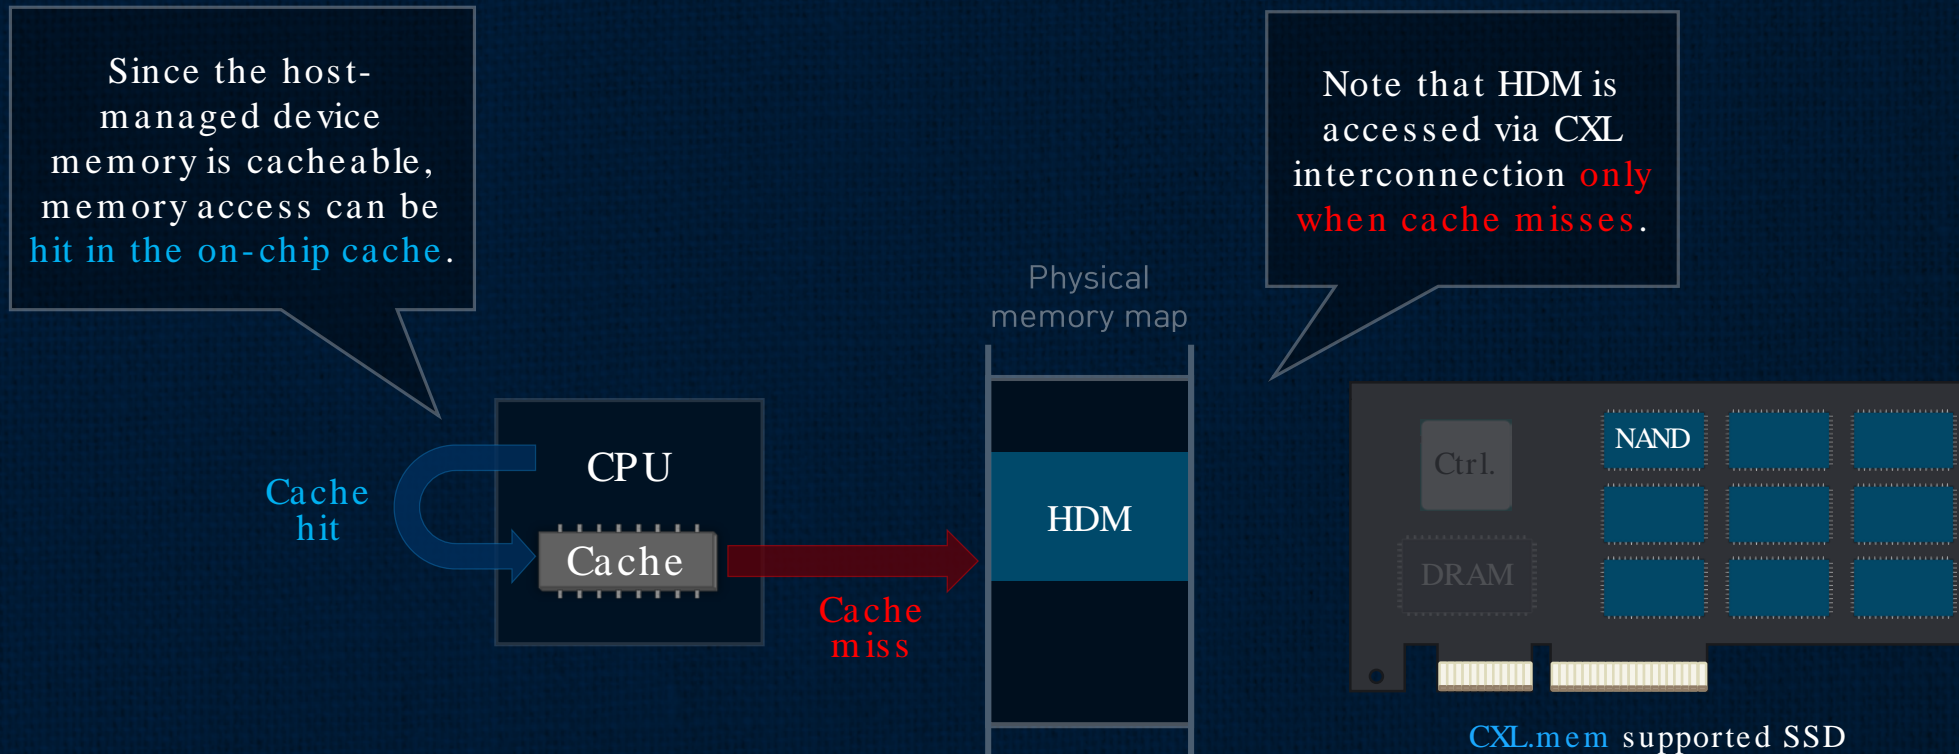 Since the host-
managed device
memory is cacheable,
memory access can be
hit in the on-chip cache.
Note that HDM is
accessed via CXL
interconnection only
when cache misses.
Physical
memory map
CPU
Cache
hit
Cache
Cache
miss
HDM
Ctrl.
DRAM
NAND
CXL.mem supported SSD